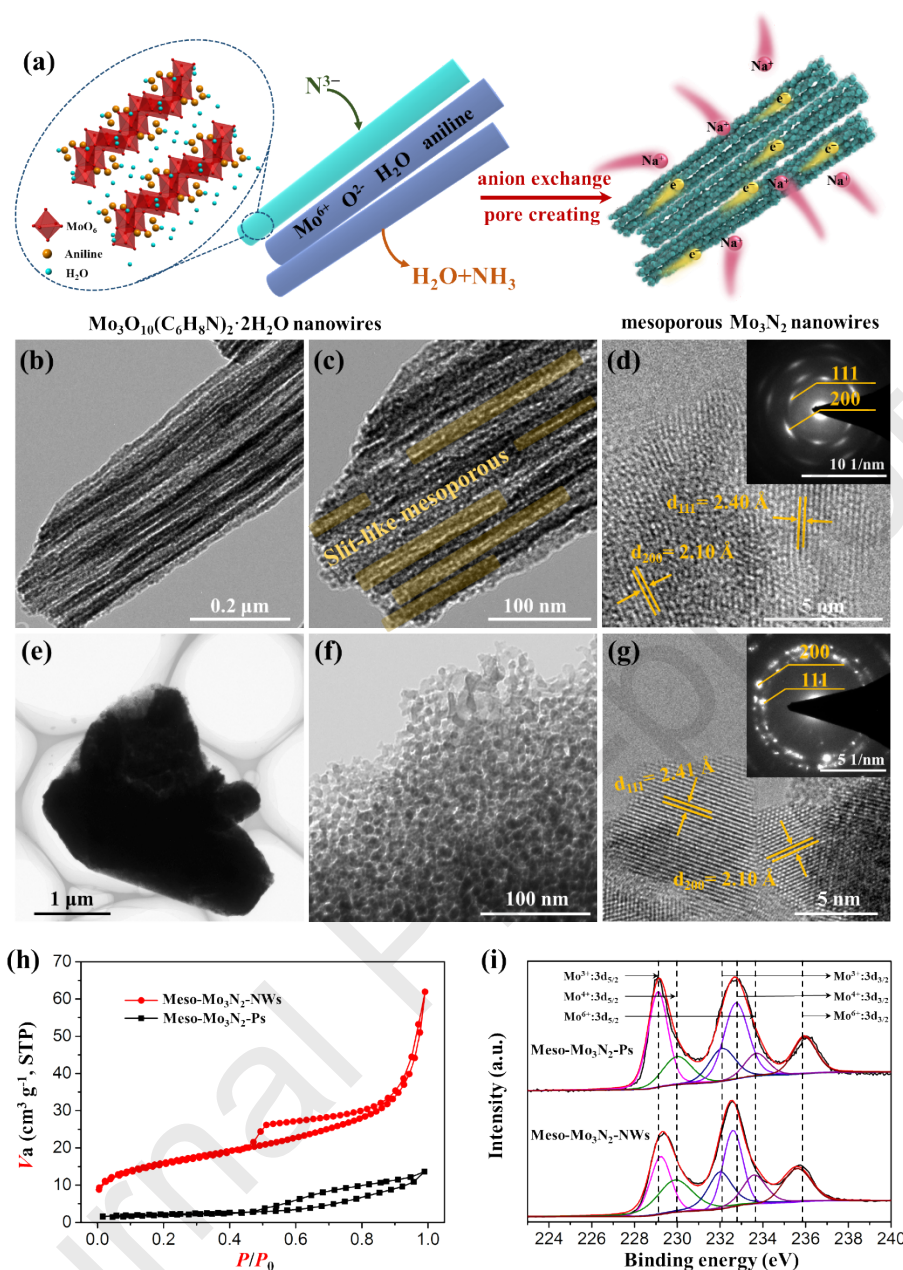 (a)
N³⁻
Na⁺
e⁻
Na⁺
e⁻
Na⁺
e
e⁻
e⁻
Na⁺
Na⁺
Na⁺
e⁻
MoO₆
Aniline
H₂O
Mo⁶⁺ O²⁻ H₂O aniline
anion exchange
pore creating
H₂O+NH₃
Mo₃O₁₀(C₆H₈N)₂·2H₂O nanowires
mesoporous Mo₃N₂ nanowires
(b)
0.2 μm
(c)
Slit-like mesoporous
100 nm
(d)
111
200
10 1/nm
d₁₁₁= 2.40 Å
d₂₀₀= 2.10 Å
5 nm
(e)
1 μm
(f)
100 nm
(g)
200
111
5 1/nm
d₁₁₁= 2.41 Å
d₂₀₀= 2.10 Å
5 nm
(h)
70
60
50
40
30
20
10
0
Va (cm³ g⁻¹, STP)
Meso-Mo₃N₂-NWs
Meso-Mo₃N₂-Ps
0.0 0.2 0.4 0.6 0.8 1.0
P/P₀
(i)
Mo³⁺:3d₅/₂
Mo³⁺:3d₃/₂
Mo⁴⁺:3d₅/₂
Mo⁴⁺:3d₃/₂
Mo⁶⁺:3d₅/₂
Mo⁶⁺:3d₃/₂
Meso-Mo₃N₂-Ps
Meso-Mo₃N₂-NWs
Intensity (a.u.)
224 226 228 230 232 234 236 238 240
Binding energy (eV)